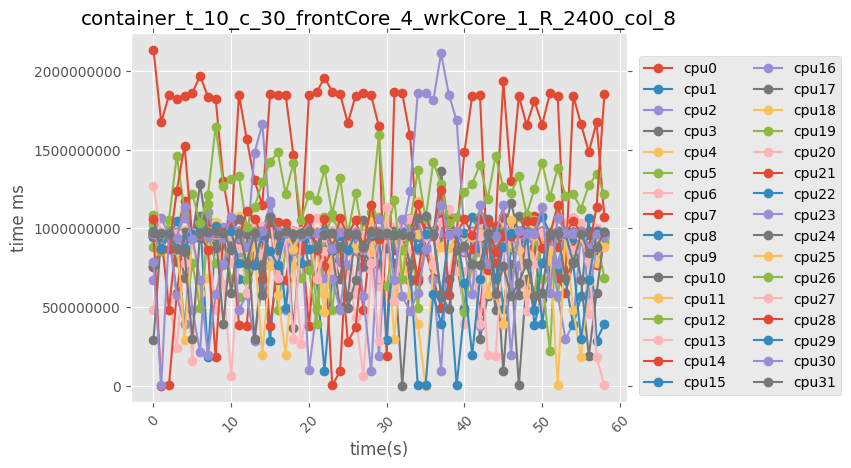 container_t_10_c_30_frontCore_4_wrkCore_1_R_2400_col_8
time ms
2000000000
1500000000
1000000000
500000000
0
0 10 20 30 40 50 60
time(s)
cpu0 cpu16
cpu1 cpu17
cpu2 cpu18
cpu3 cpu19
cpu4 cpu20
cpu5 cpu21
cpu6 cpu22
cpu7 cpu23
cpu8 cpu24
cpu9 cpu25
cpu10 cpu26
cpu11 cpu27
cpu12 cpu28
cpu13 cpu29
cpu14 cpu30
cpu15 cpu31